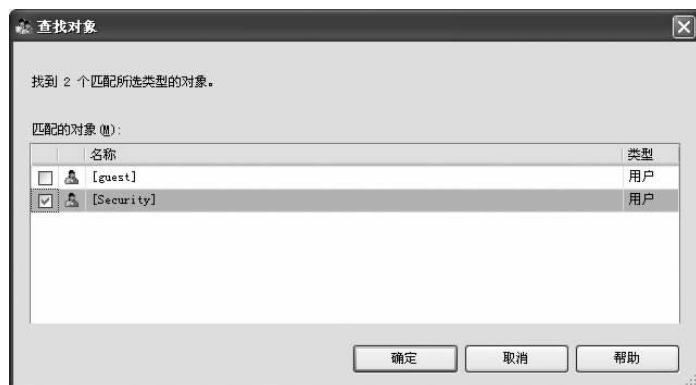 查找对象
找到 2 个匹配所选类型的对象。
匹配的对象(M):
名称 类型
[guest] 用户
[Security] 用户
确定 取消 帮助